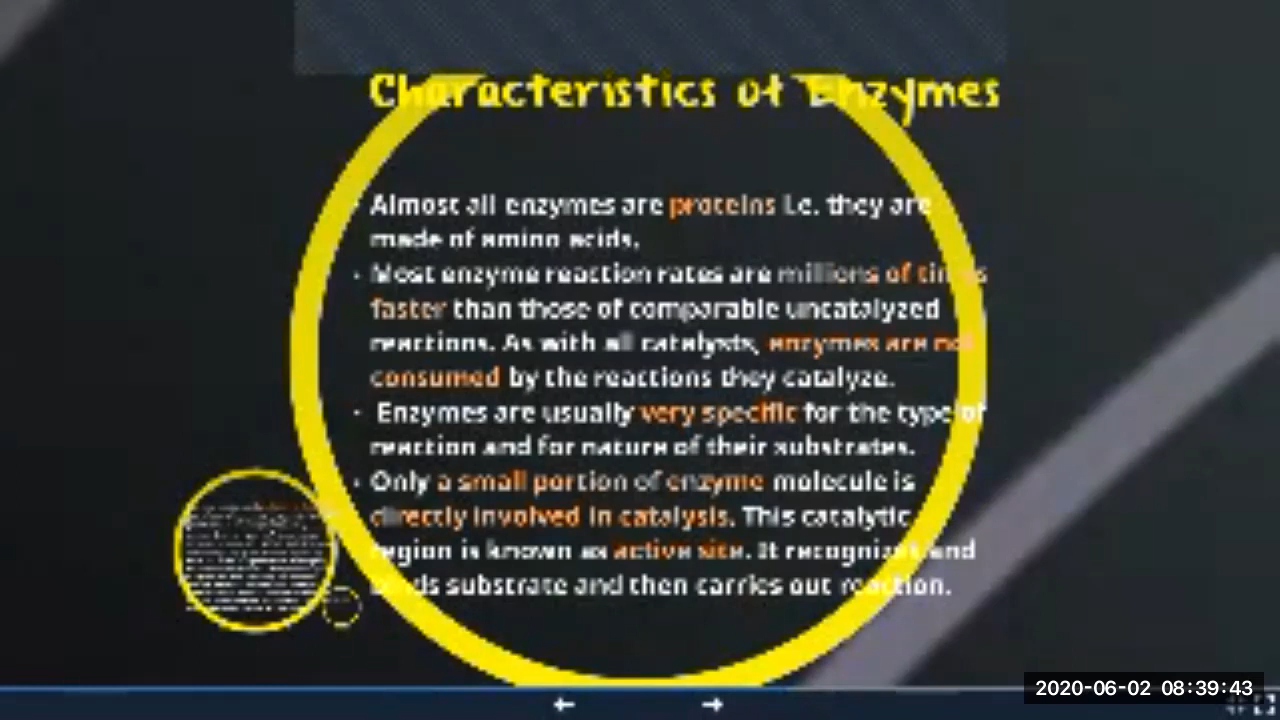 Characteristics of Enzymes
Almost all enzymes are proteins i.e. they are
made of amino acids.
Most enzyme reaction rates are millions of times
faster than those of comparable uncatalyzed
reactions. As with all catalysts, enzymes are not
consumed by the reactions they catalyze.
Enzymes are usually very specific for the type of
reaction and for nature of their substrates.
Only a small portion of enzyme molecule is
directly involved in catalysis. This catalytic
region is known as active site. It recognizes and
binds substrate and then carries out reaction.
2020-06-02 08:39:43